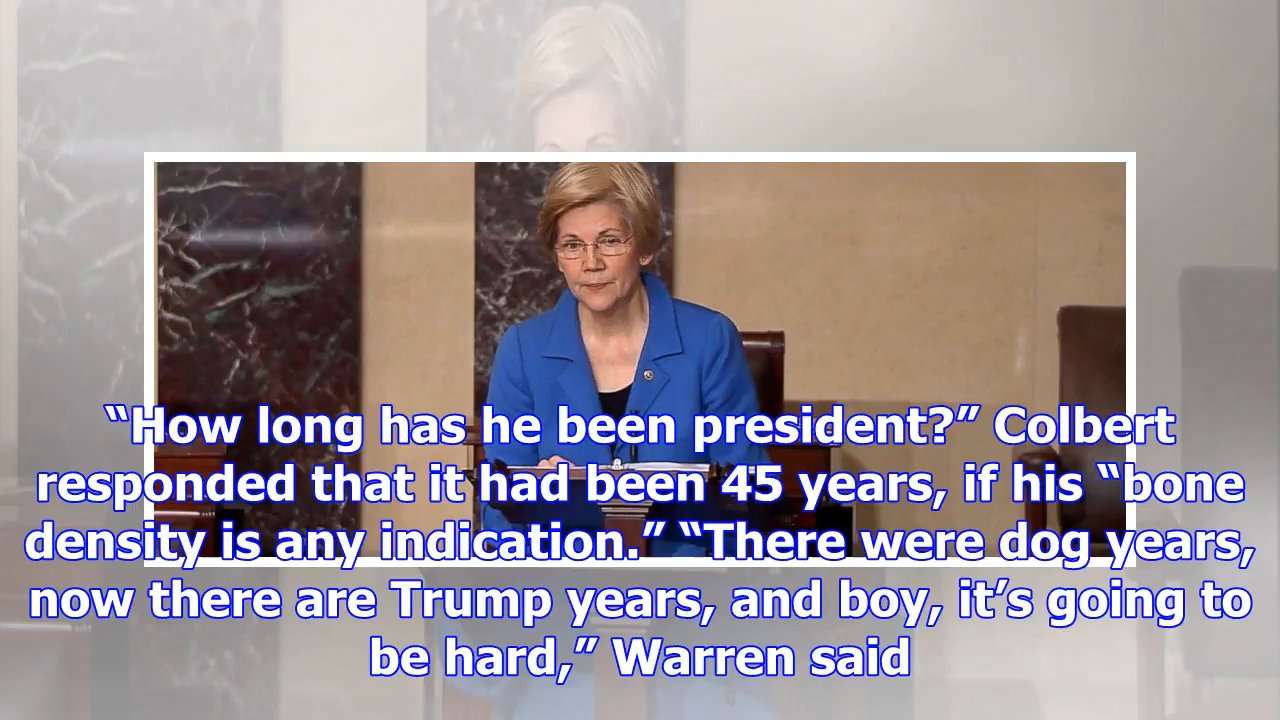 “How long has he been president?” Colbert
responded that it had been 45 years, if his “bone
density is any indication.” “There were dog years,
now there are Trump years, and boy, it’s going to
be hard,” Warren said